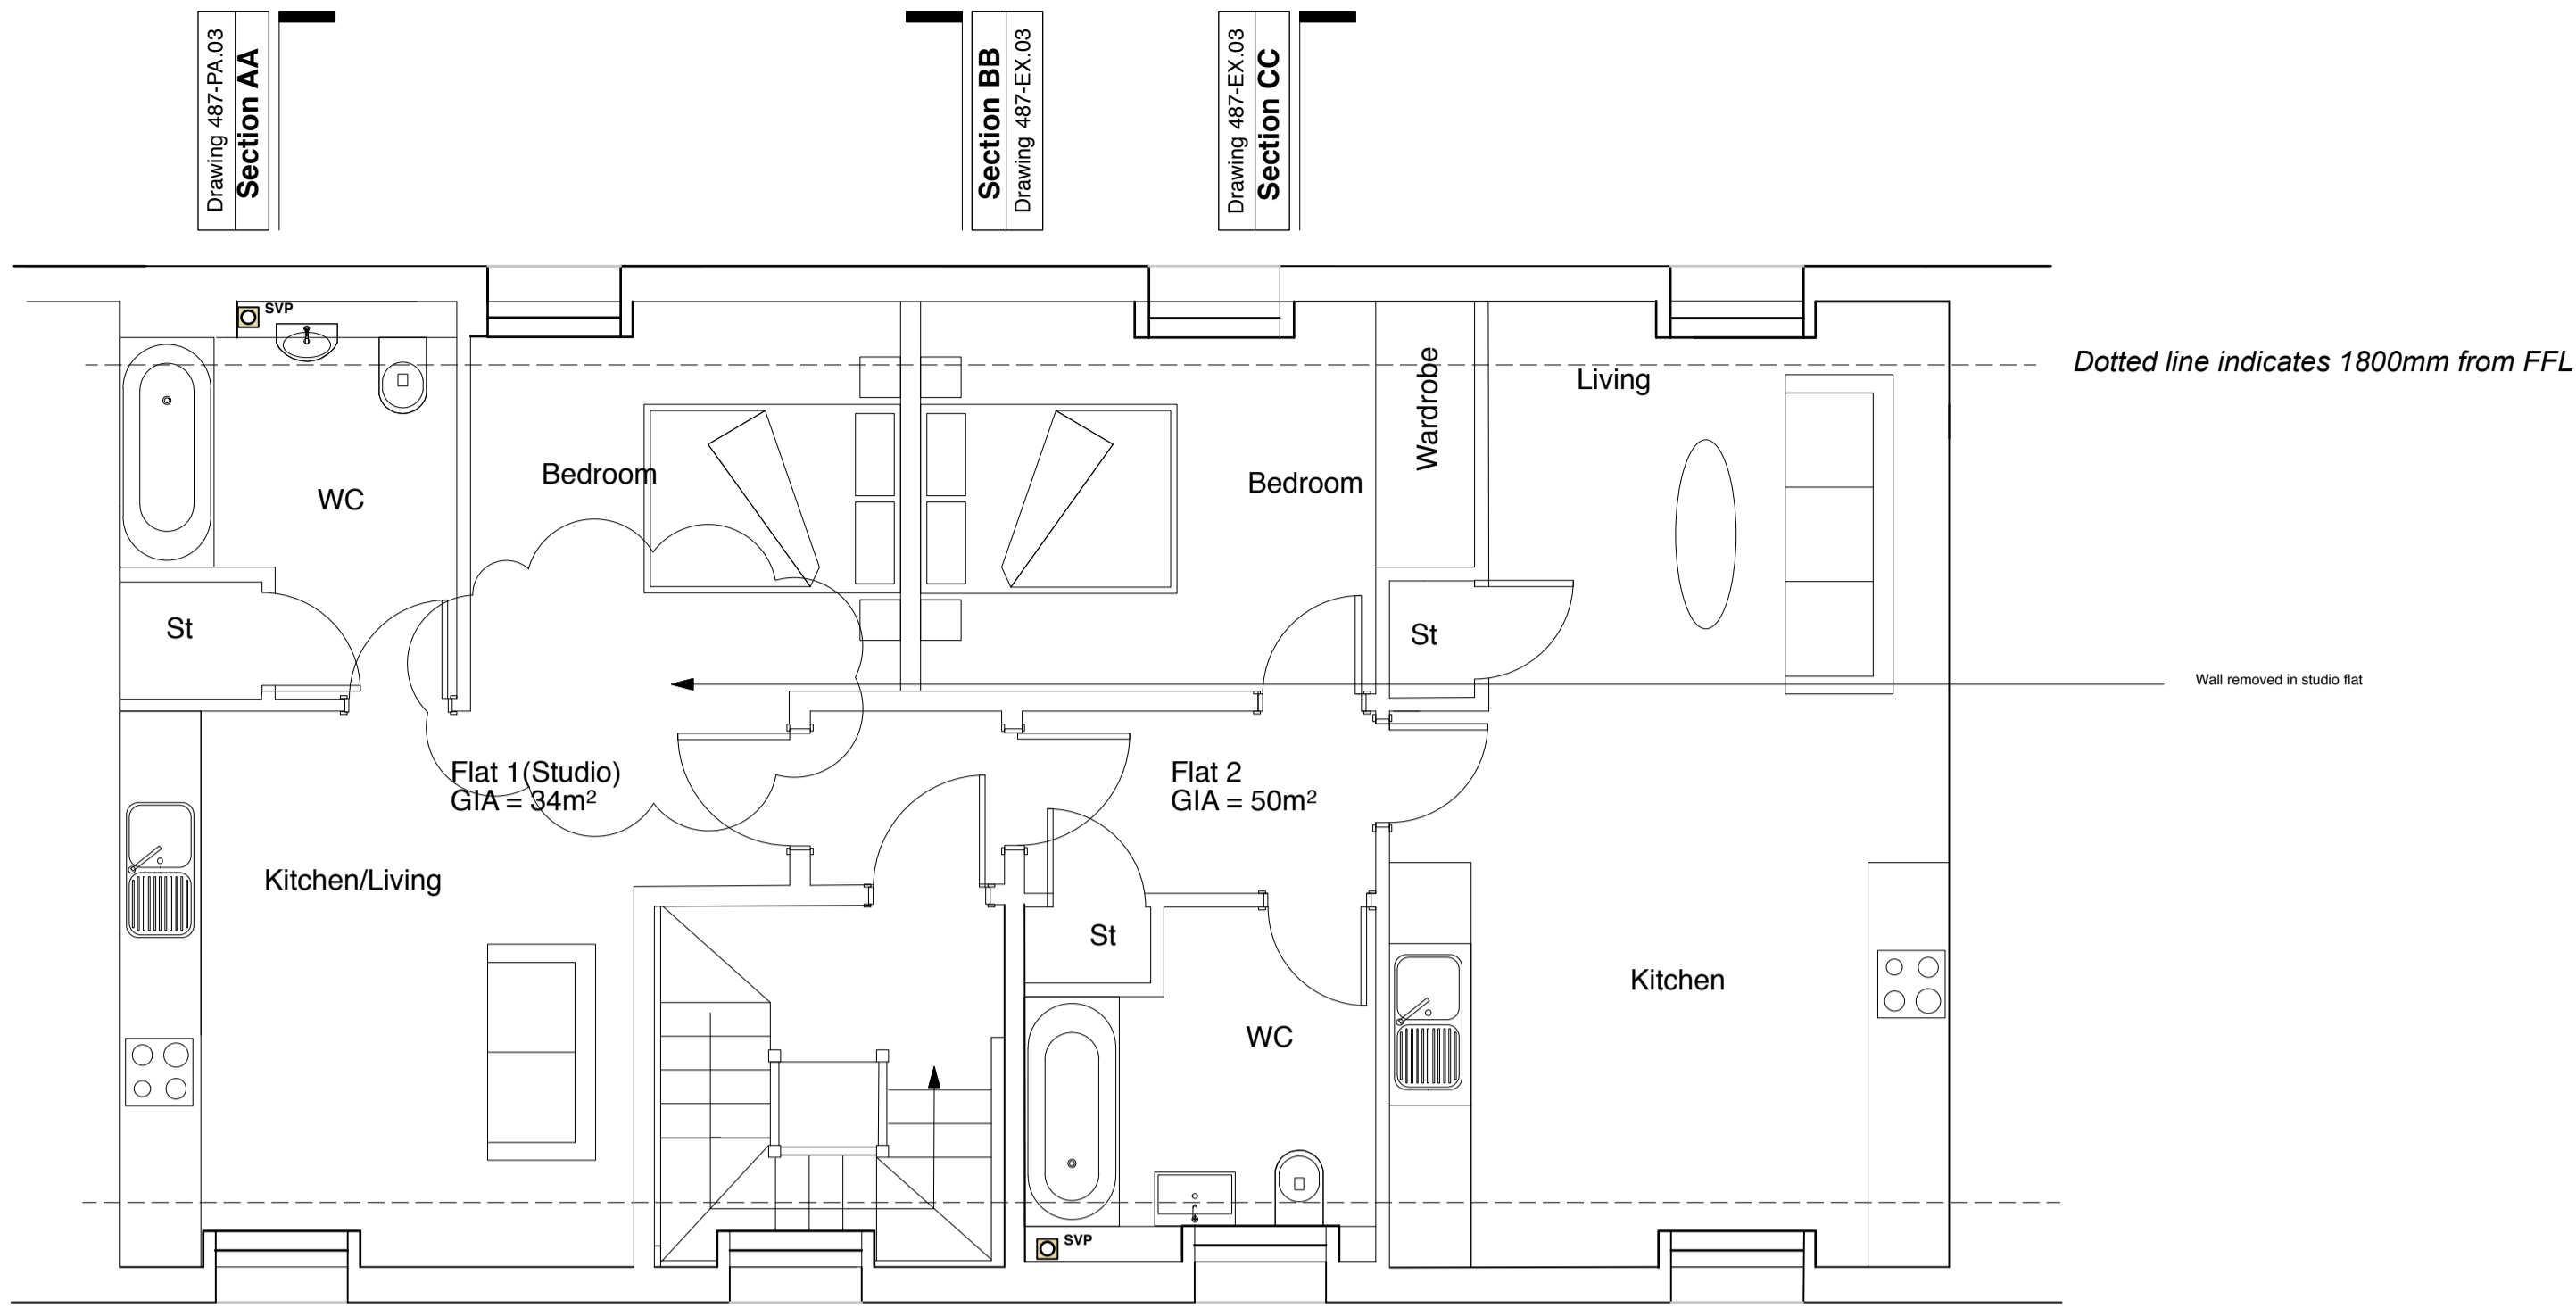 Drawing 487-PA.03
Section AA
Section BB
Drawing 487-EX.03
Drawing 487-EX.03
Section CC
SVP
Dotted line indicates 1800mm from FFL
Living
Wardrobe
Bedroom
Bedroom
WC
St
St
Wall removed in studio flat
Flat 1(Studio)
GIA = 34m²
Flat 2
GIA = 50m²
Kitchen/Living
St
Kitchen
WC
SVP